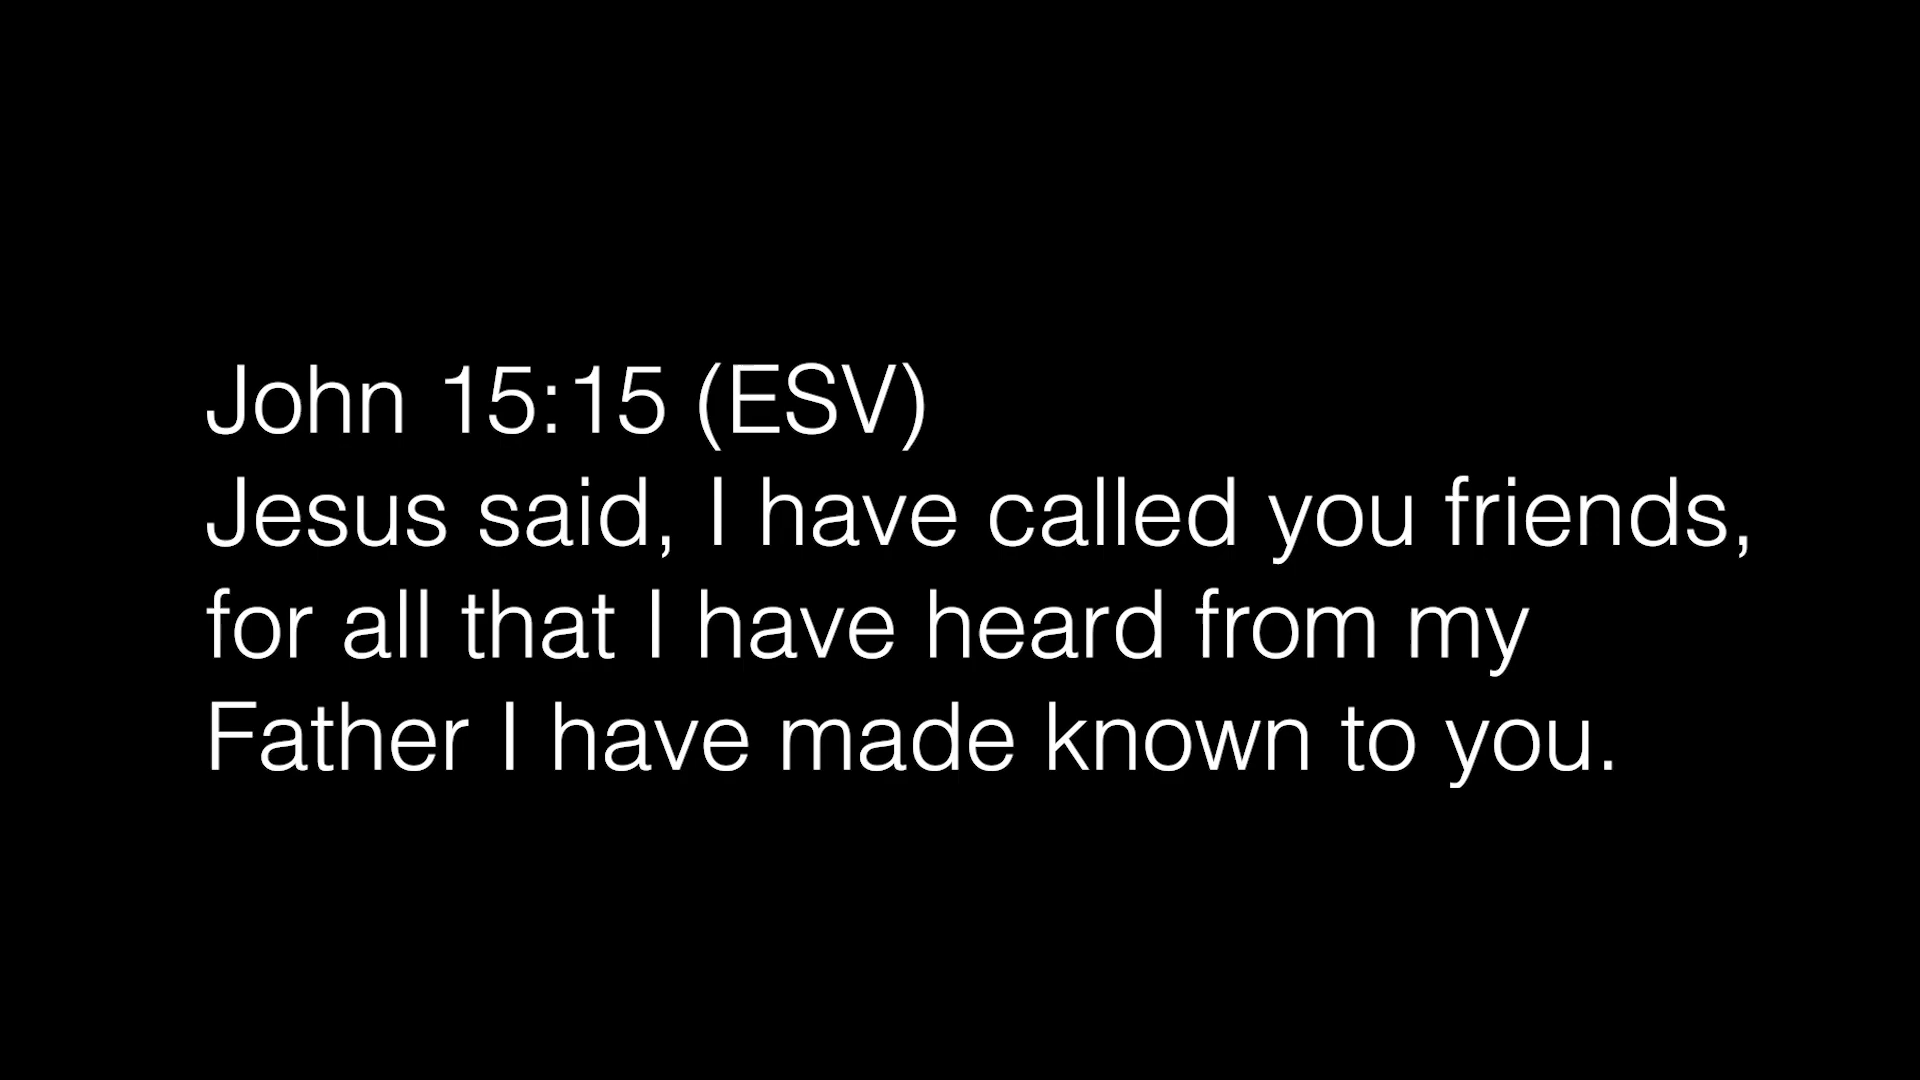 John 15:15 (ESV)
Jesus said, I have called you friends,
for all that I have heard from my
Father I have made known to you.